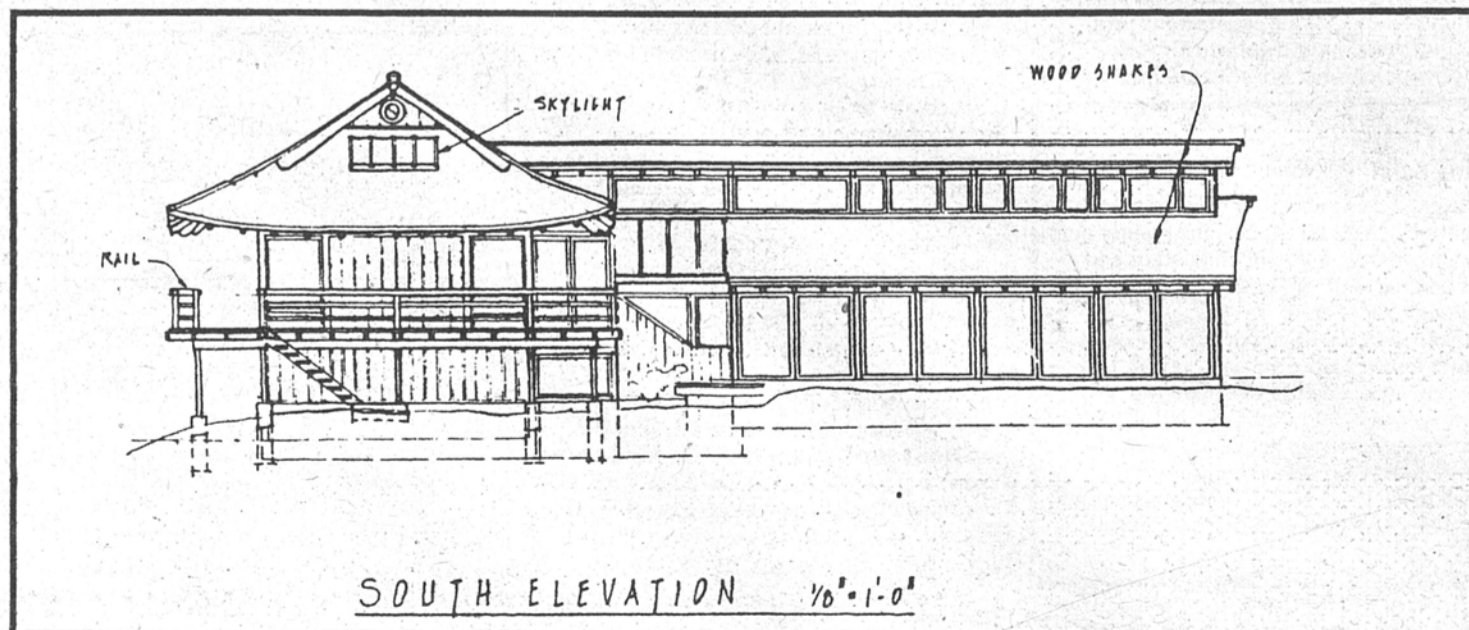 WOOD SHAKES
SKYLIGHT
RAIL
SOUTH ELEVATION 1/8" = 1'-0"